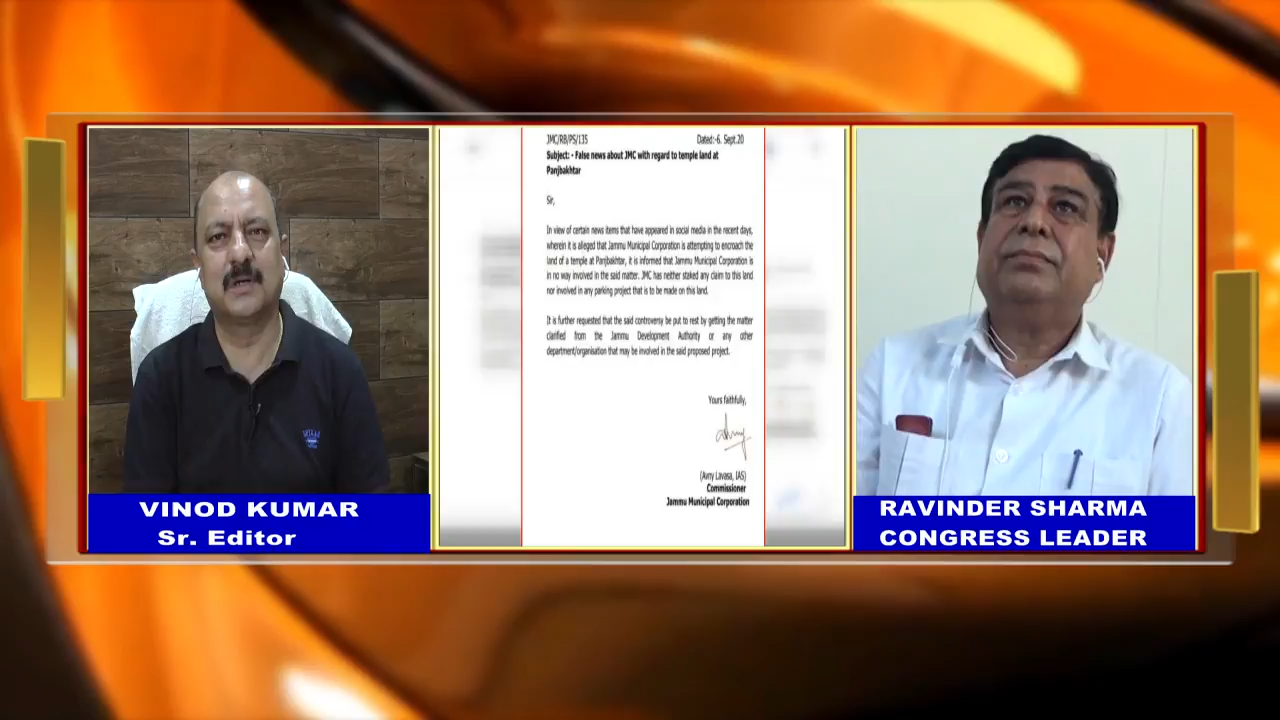 JMC/RB/PS/135 Dated:-6. Sept.20
Subject: - False news about JMC with regard to temple land at
Panjbakhtar
Sir,
In view of certain news items that have appeared in social media in the recent days,
wherein it is alleged that Jammu Municipal Corporation is attempting to encroach the
land of a temple at Panjbakhtar, it is informed that Jammu Municipal Corporation is
in no way involved in the said matter. JMC has neither staked any claim to this land
nor involved in any parking project that is to be made on this land.
It is further requested that the said controversy be put to rest by getting the matter
clarified from the Jammu Development Authority or any other
department/organisation that may be involved in the said proposed project.
Yours faithfully,
(Avny Lavasa, IAS)
Commissioner
Jammu Municipal Corporation
VINOD KUMAR
Sr. Editor
RAVINDER SHARMA
CONGRESS LEADER